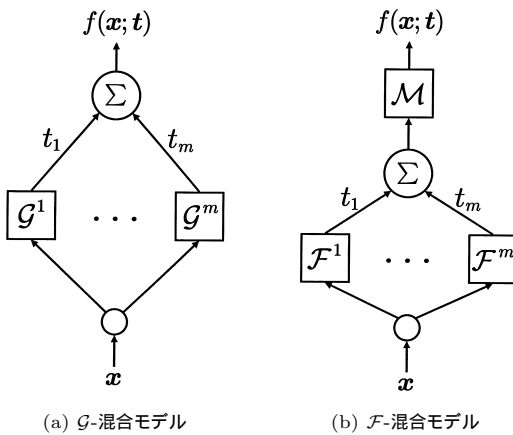 f(x; t)
Σ
t₁
tₘ
𝒢¹
· · ·
𝒢ᵐ
x
(a) 𝒢-混合モデル
f(x; t)
ℳ
Σ
t₁
tₘ
ℱ¹
· · ·
ℱᵐ
x
(b) ℱ-混合モデル